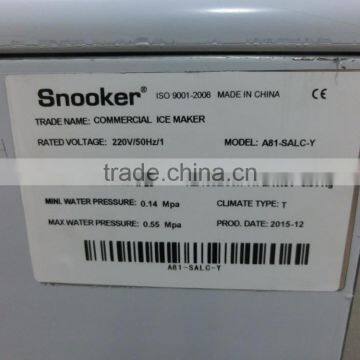 Snooker® ISO 9001-2008 MADE IN CHINA CE
TRADE NAME: COMMERCIAL ICE MAKER
RATED VOLTAGE: 220V/50Hz/1 MODEL: A81-SALC-Y
trade.china.com
MINI. WATER PRESSURE: 0.14 Mpa CLIMATE TYPE: T
MAX.WATER PRESSURE: 0.55 Mpa PROD. DATE: 2015-12
A81-SALC-Y